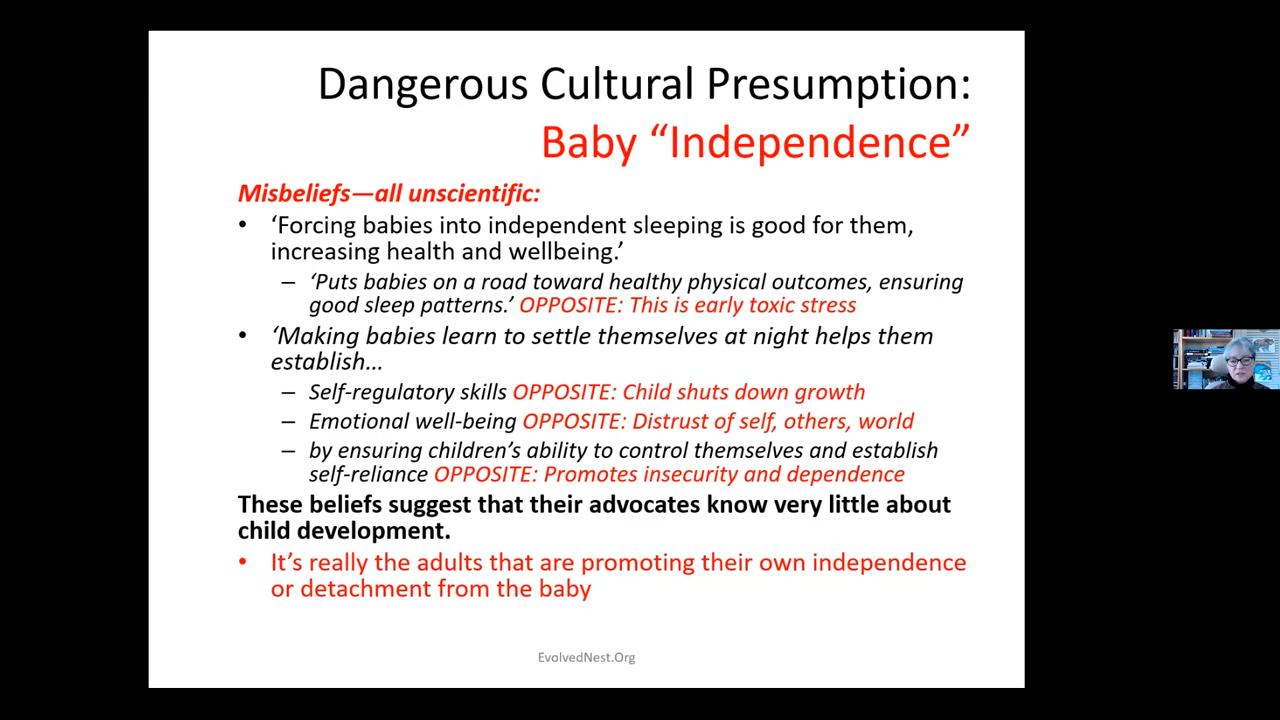 Dangerous Cultural Presumption:
Baby “Independence”
Misbeliefs—all unscientific:
• ‘Forcing babies into independent sleeping is good for them,
increasing health and wellbeing.’
– ‘Puts babies on a road toward healthy physical outcomes, ensuring
good sleep patterns.’ OPPOSITE: This is early toxic stress
• ‘Making babies learn to settle themselves at night helps them
establish...
– Self-regulatory skills OPPOSITE: Child shuts down growth
– Emotional well-being OPPOSITE: Distrust of self, others, world
– by ensuring children’s ability to control themselves and establish
self-reliance OPPOSITE: Promotes insecurity and dependence
These beliefs suggest that their advocates know very little about
child development.
• It’s really the adults that are promoting their own independence
or detachment from the baby
EvolvedNest.Org